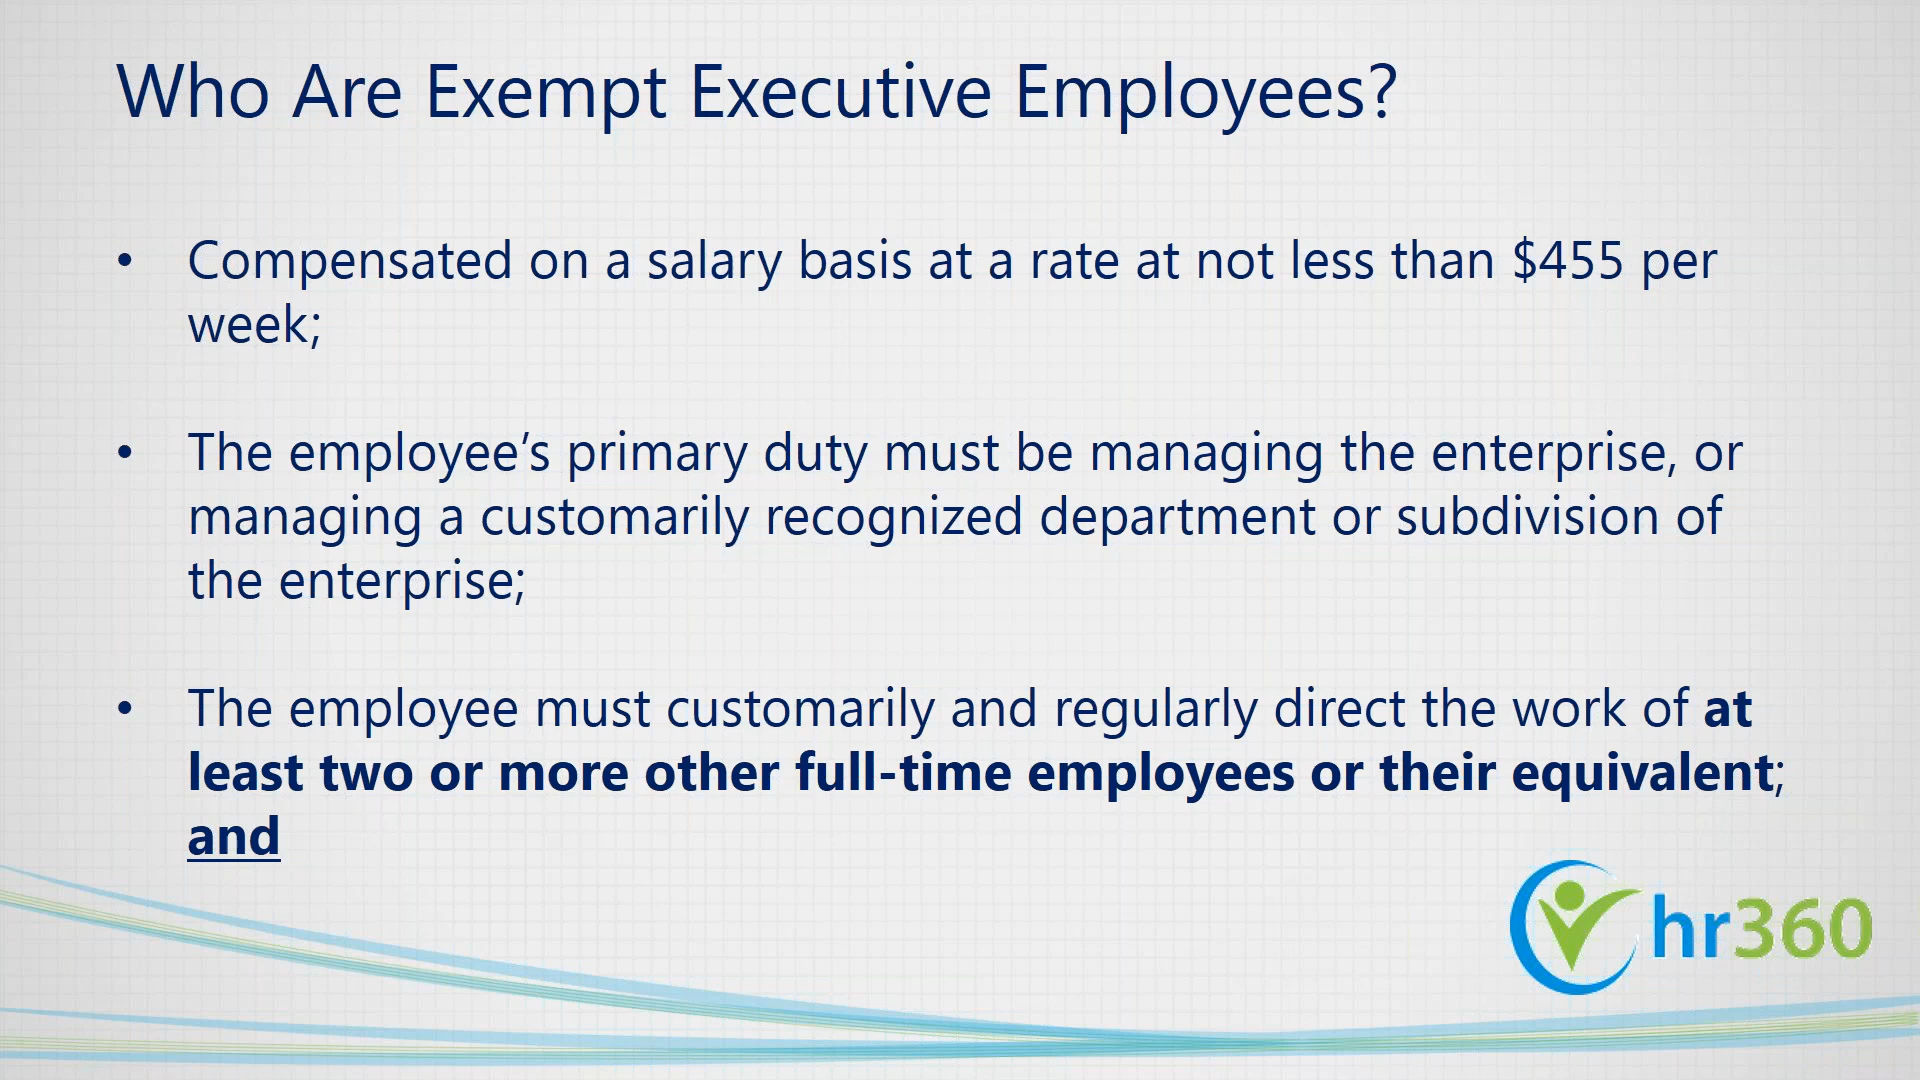 Who Are Exempt Executive Employees?
• Compensated on a salary basis at a rate at not less than $455 per
week;
• The employee’s primary duty must be managing the enterprise, or
managing a customarily recognized department or subdivision of
the enterprise;
• The employee must customarily and regularly direct the work of at
least two or more other full-time employees or their equivalent;
and
hr360